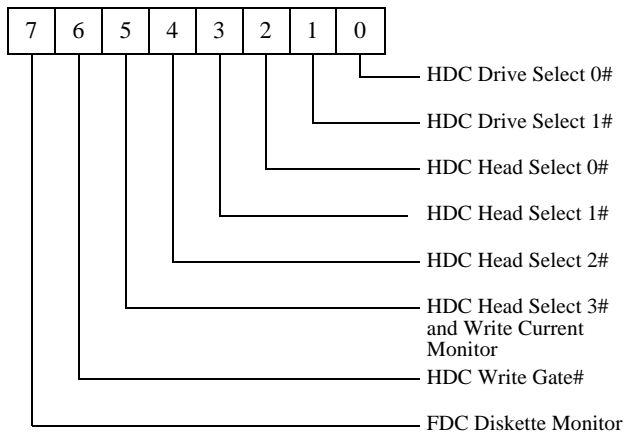 7 6 5 4 3 2 1 0
HDC Drive Select 0#
HDC Drive Select 1#
HDC Head Select 0#
HDC Head Select 1#
HDC Head Select 2#
HDC Head Select 3#
and Write Current
Monitor
HDC Write Gate#
FDC Diskette Monitor